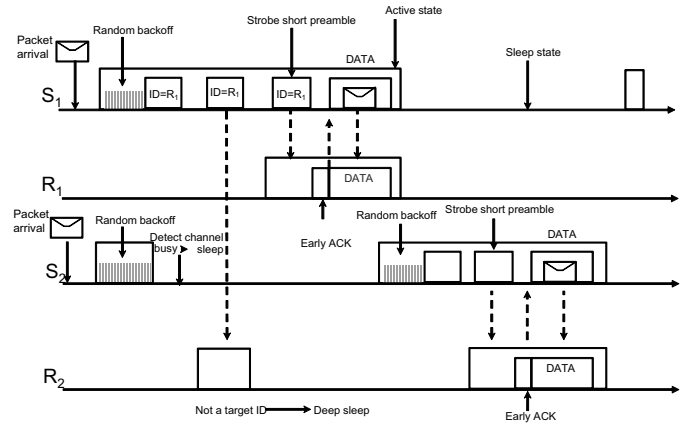 Packet
arrival
Random backoff
Strobe short preamble
Active state
DATA
Sleep state
S1
ID=R1
ID=R1
ID=R1
R1
DATA
Early ACK
Packet
arrival
Random backoff
Detect channel
busy sleep
S2
Random backoff
Strobe short preamble
DATA
R2
DATA
Not a target ID Deep sleep
Early ACK